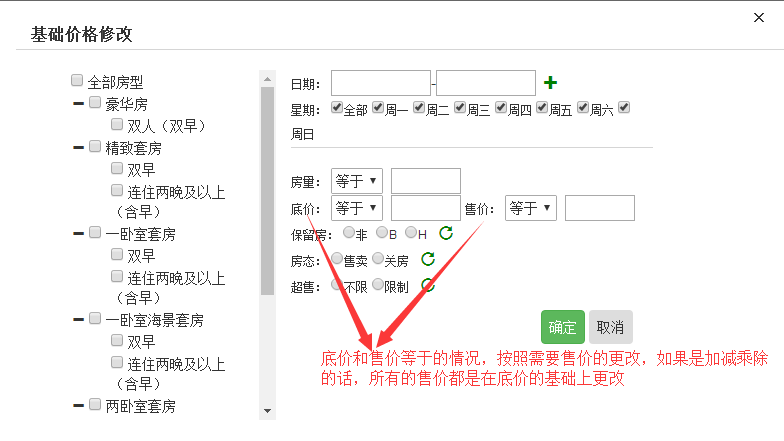 基础价格修改
全部房型
豪华房
双人（双早）
精致套房
双早
连住两晚及以上
（含早）
一卧室套房
双早
连住两晚及以上
（含早）
一卧室海景套房
双早
连住两晚及以上
（含早）
两卧室套房
日期： -
星期： 全部 周一 周二 周三 周四 周五 周六
周日
房量： 等于
底价： 等于 售价： 等于
保留房： 非 B H
房态： 售卖 关房
超售： 不限 限制
确定 取消
底价和售价等于的情况，按照需要售价的更改，如果是加减乘除
的话，所有的售价都是在底价的基础上更改